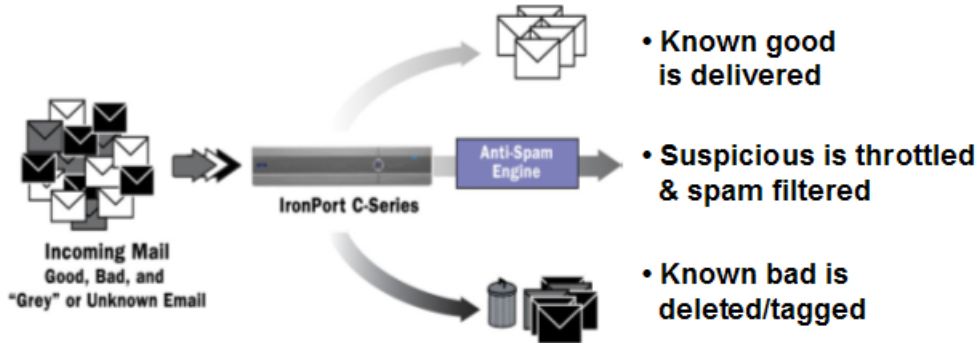 • Known good
is delivered
Anti-Spam
Engine
• Suspicious is throttled
& spam filtered
IronPort C-Series
Incoming Mail
Good, Bad, and
“Grey” or Unknown Email
• Known bad is
deleted/tagged